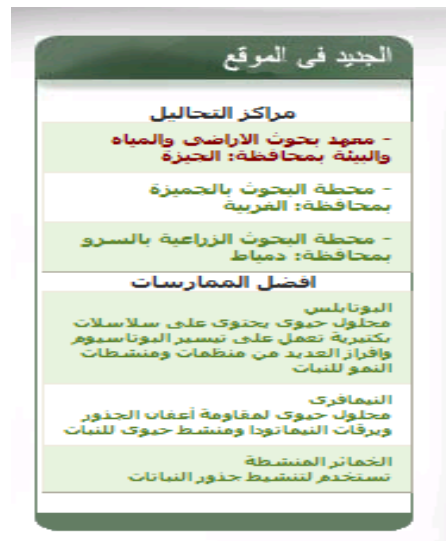 الجديد فى الموقع
مراكز التحاليل
- معهد بحوث الاراضى والمياه
والبيئة بمحافظة: الجيزة
- محطة البحوث بالجميزة
بمحافظة: الغربية
- محطة البحوث الزراعية بالسرو
بمحافظة: دمياط
افضل الممارسات
البوتابلس
محلول حيوى يحتوى على سلاسلات
بكتيرية تعمل على تيسير البوتاسيوم
وافراز العديد من منظمات ومنشطات
النمو للنبات
النيمافرى
محلول حيوى لمقاومة أعفان الجذور
ويرقات النيماتودا ومنشط حيوى للنبات
الخمائر المنشطة
تستخدم لتنشيط جذور النباتات